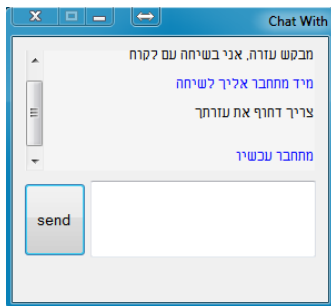 Chat With
מבקש עזרה, אני בשיחה עם לקוח
מיד מתחבר אליך לשיחה
צריך דחוף את עזרתך
מתחבר עכשיו
send